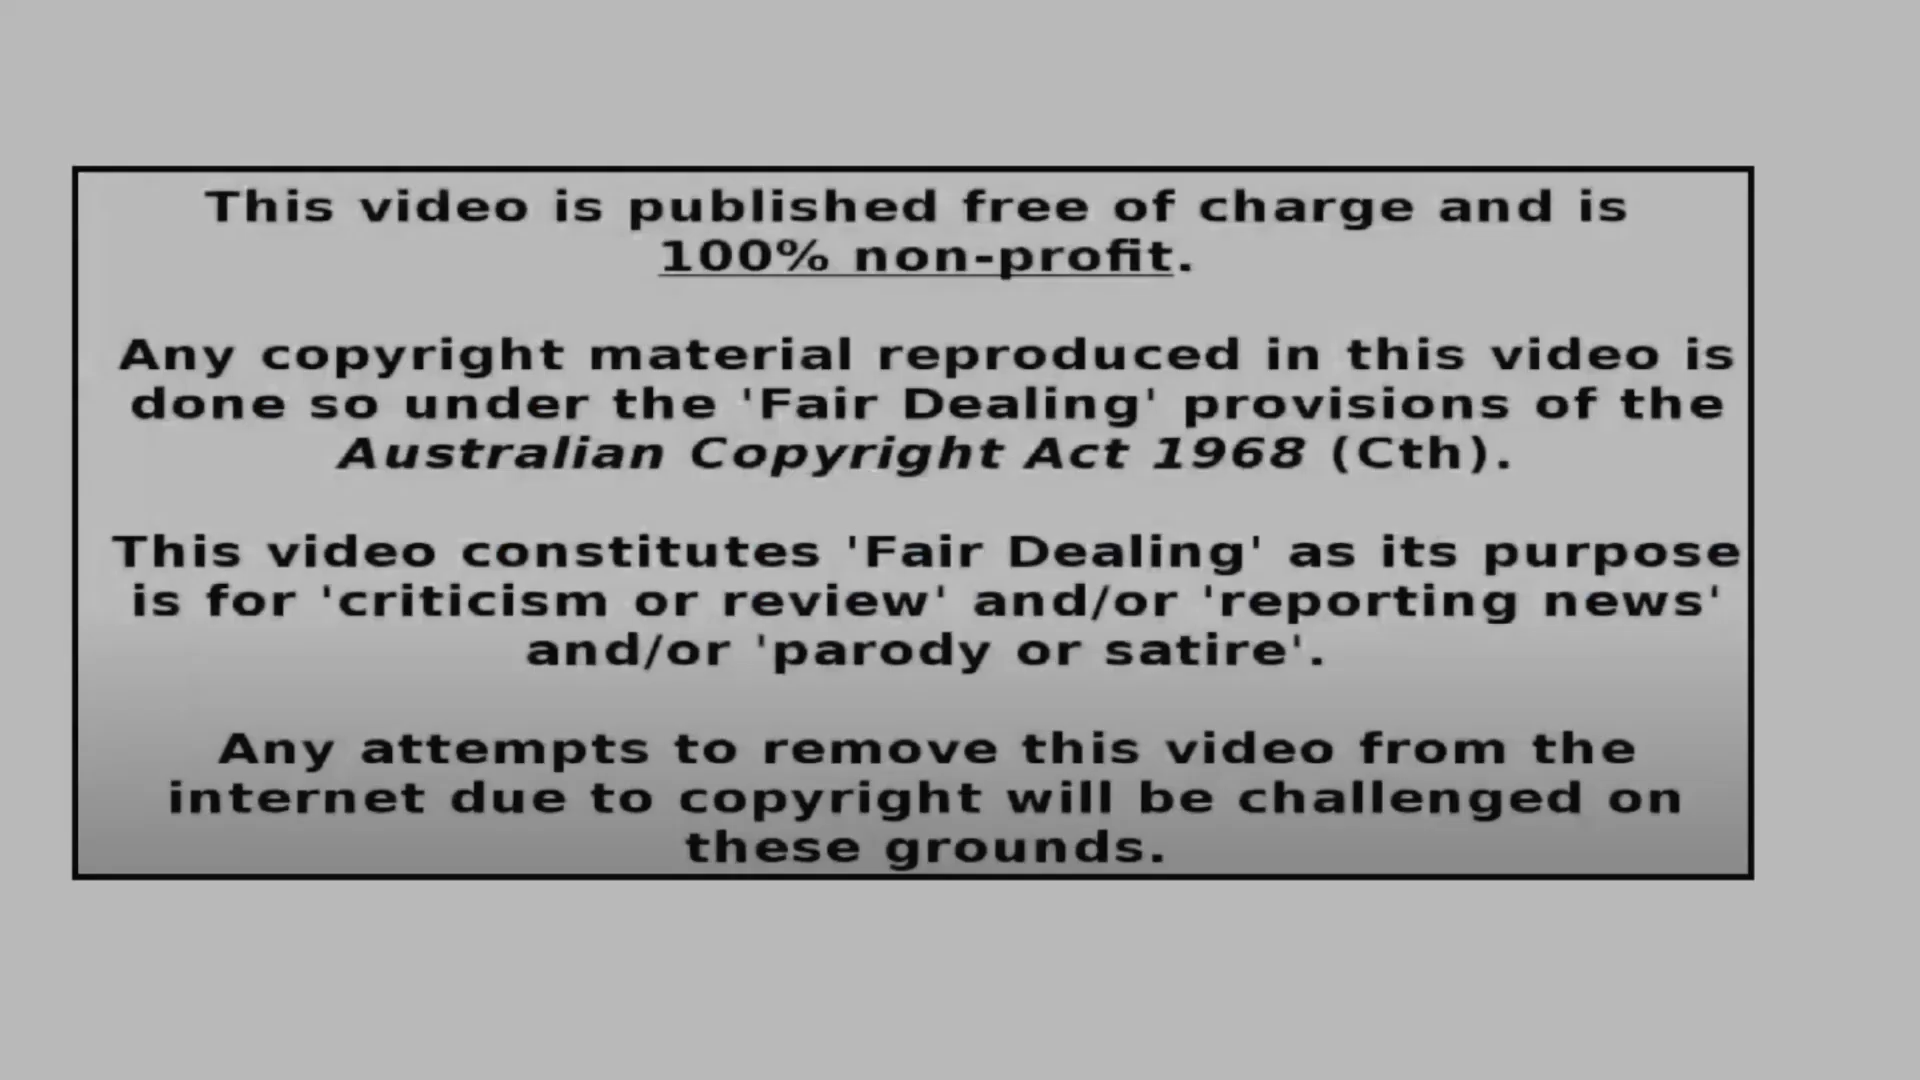 This video is published free of charge and is
100% non-profit.
Any copyright material reproduced in this video is
done so under the 'Fair Dealing' provisions of the
Australian Copyright Act 1968 (Cth).
This video constitutes 'Fair Dealing' as its purpose
is for 'criticism or review' and/or 'reporting news'
and/or 'parody or satire'.
Any attempts to remove this video from the
internet due to copyright will be challenged on
these grounds.